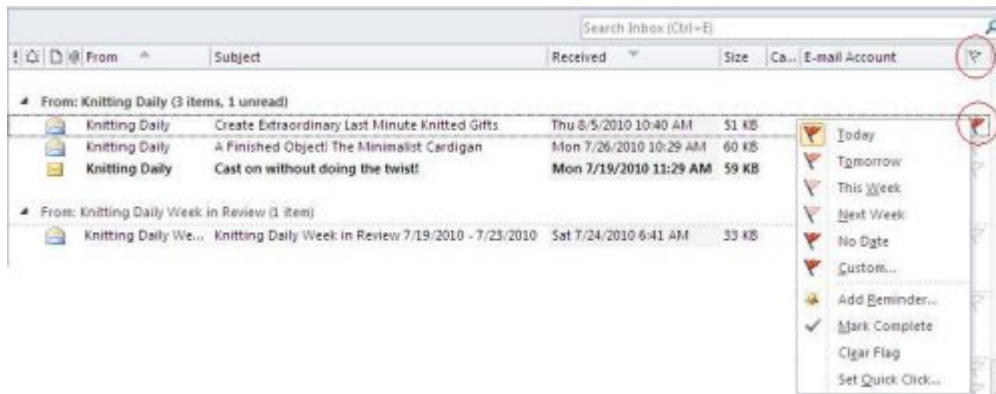 Search Inbox (Ctrl+E)
! From Subject Received Size Ca... E-mail Account
From: Knitting Daily (3 items, 1 unread)
Knitting Daily Create Extraordinary Last Minute Knitted Gifts Thu 8/5/2010 10:40 AM 51 KB
Knitting Daily A Finished Object! The Minimalist Cardigan Mon 7/26/2010 10:29 AM 60 KB
Knitting Daily Cast on without doing the twist! Mon 7/19/2010 11:29 AM 59 KB
From: Knitting Daily Week in Review (1 item)
Knitting Daily We... Knitting Daily Week in Review 7/19/2010 - 7/23/2010 Sat 7/24/2010 6:41 AM 33 KB
Today
Tomorrow
This Week
Next Week
No Date
Custom...
Add Reminder...
Mark Complete
Clear Flag
Set Quick Click...